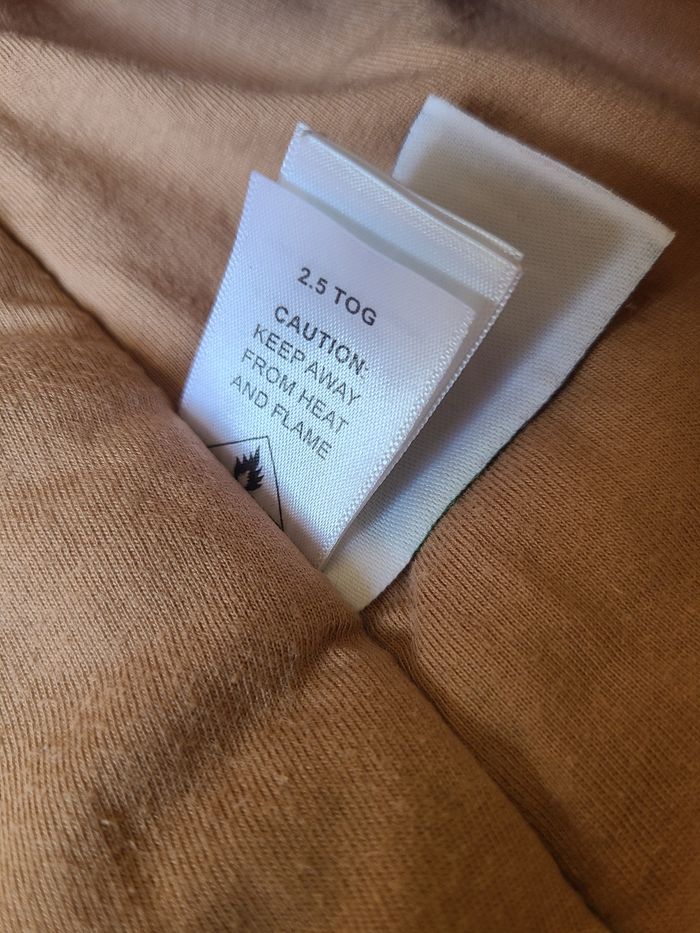 2.5 TOG
CAUTION:
KEEP AWAY
FROM HEAT
AND FLAME